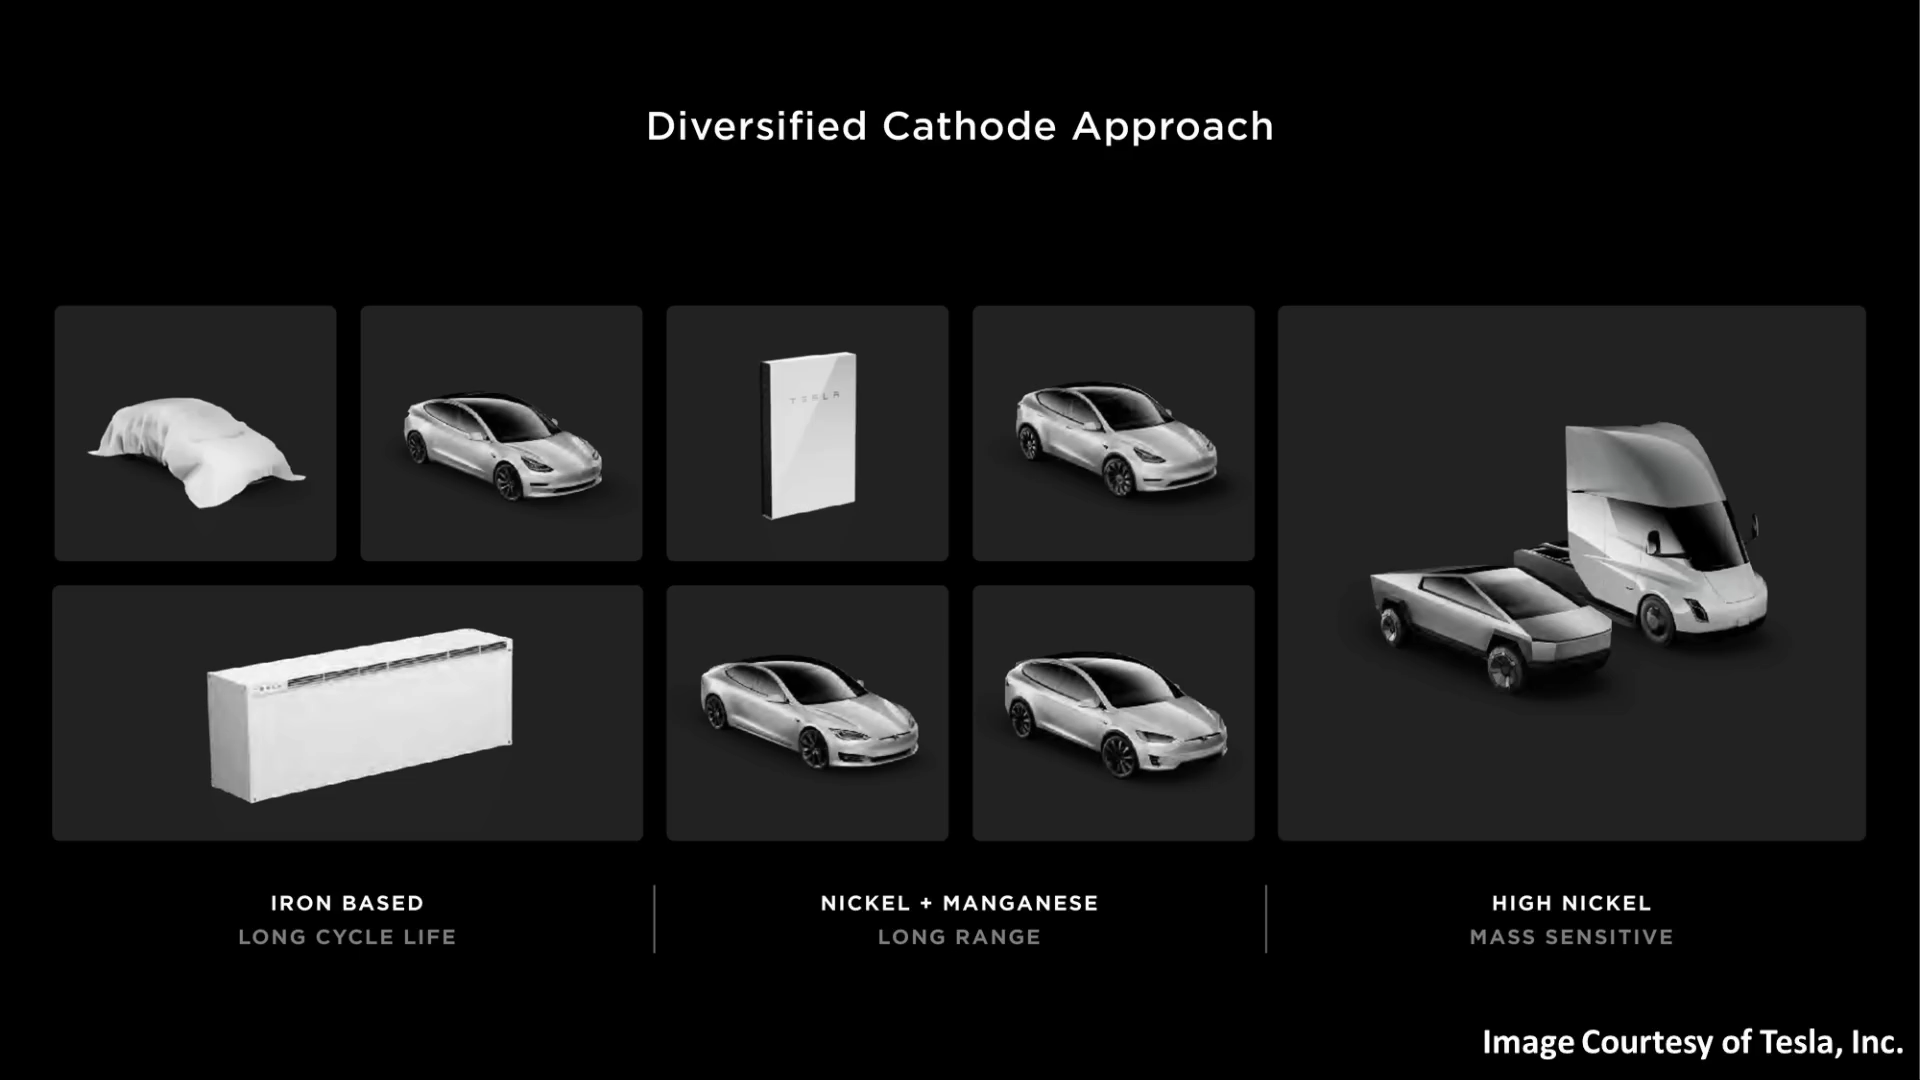 Diversified Cathode Approach
TESLA
IRON BASED
LONG CYCLE LIFE
NICKEL + MANGANESE
LONG RANGE
HIGH NICKEL
MASS SENSITIVE
Image Courtesy of Tesla, Inc.